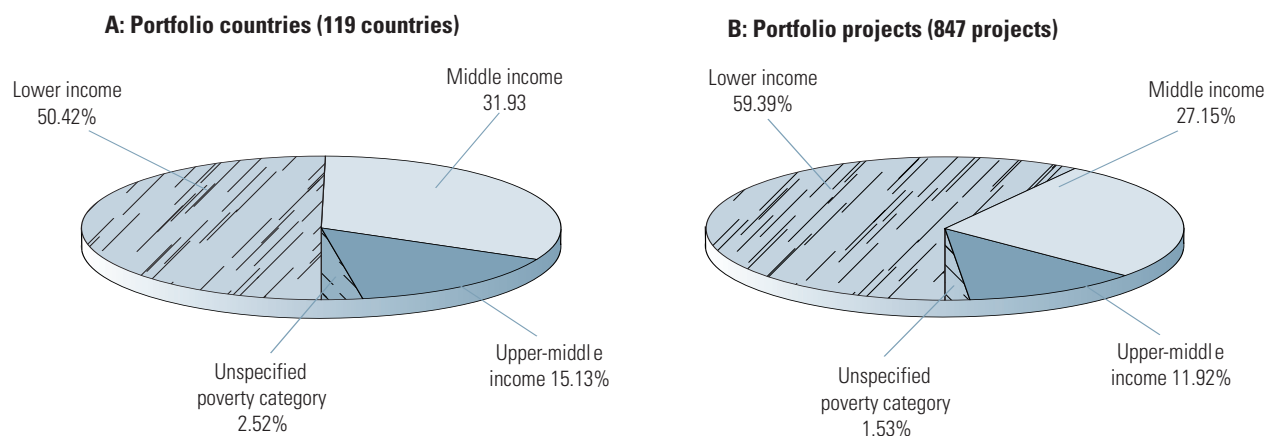 A: Portfolio countries (119 countries)
Lower income
50.42%
Middle income
31.93
Unspecified
poverty category
2.52%
Upper-middle
income 15.13%
B: Portfolio projects (847 projects)
Lower income
59.39%
Middle income
27.15%
Unspecified
poverty category
1.53%
Upper-middle
income 11.92%